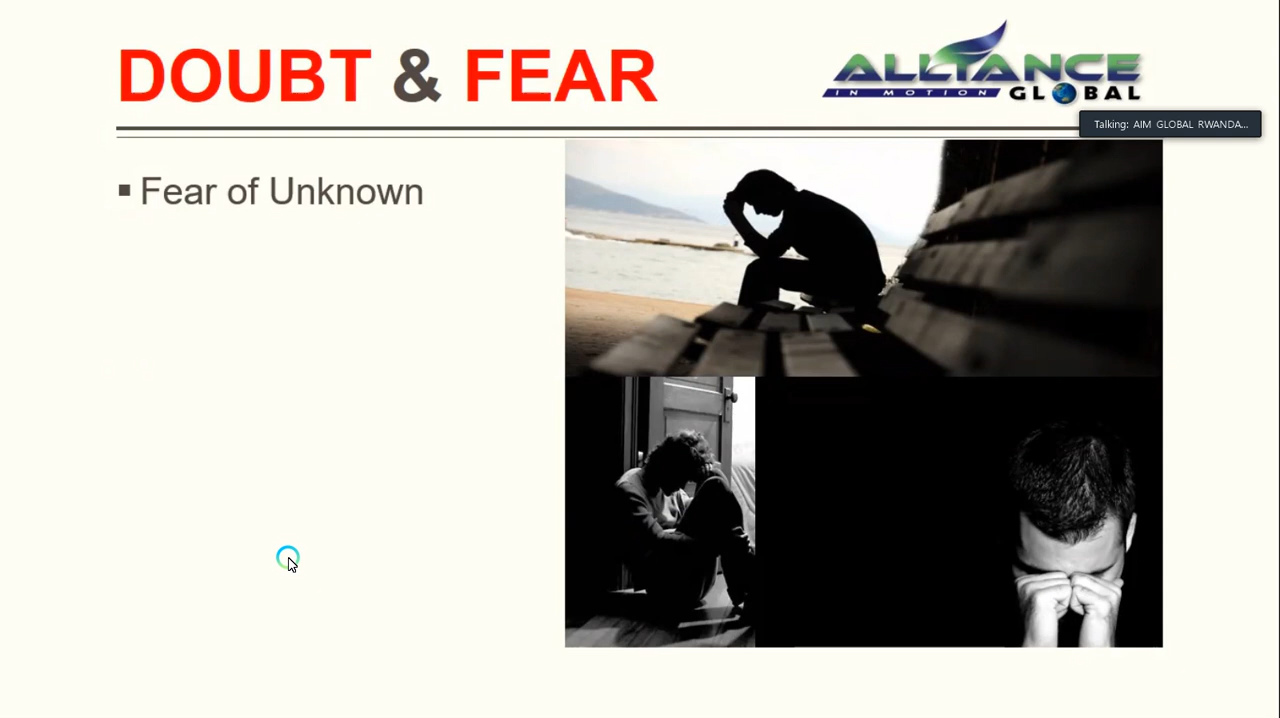 DOUBT & FEAR
ALLIANCE
IN MOTION
GLOBAL
Talking: AIM GLOBAL RWANDA...
▪ Fear of Unknown